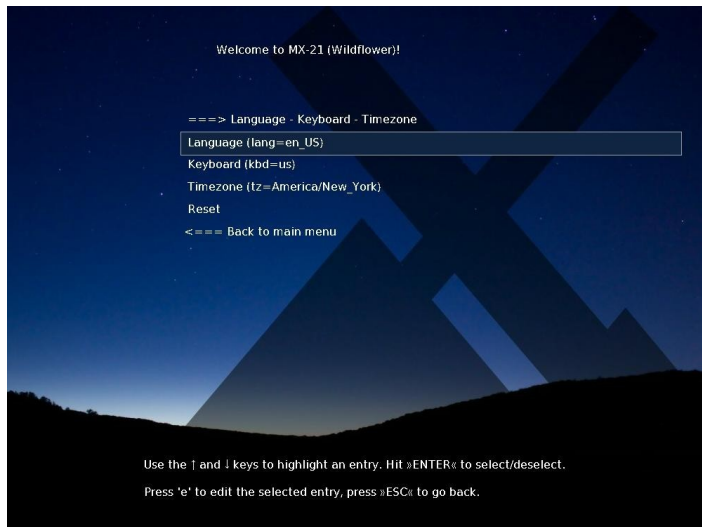 Welcome to MX-21 (Wildflower)!
===> Language - Keyboard - Timezone
Language (lang=en_US)
Keyboard (kbd=us)
Timezone (tz=America/New_York)
Reset
<=== Back to main menu
Use the ↑ and ↓ keys to highlight an entry. Hit »ENTER« to select/deselect.
Press 'e' to edit the selected entry, press »ESC« to go back.